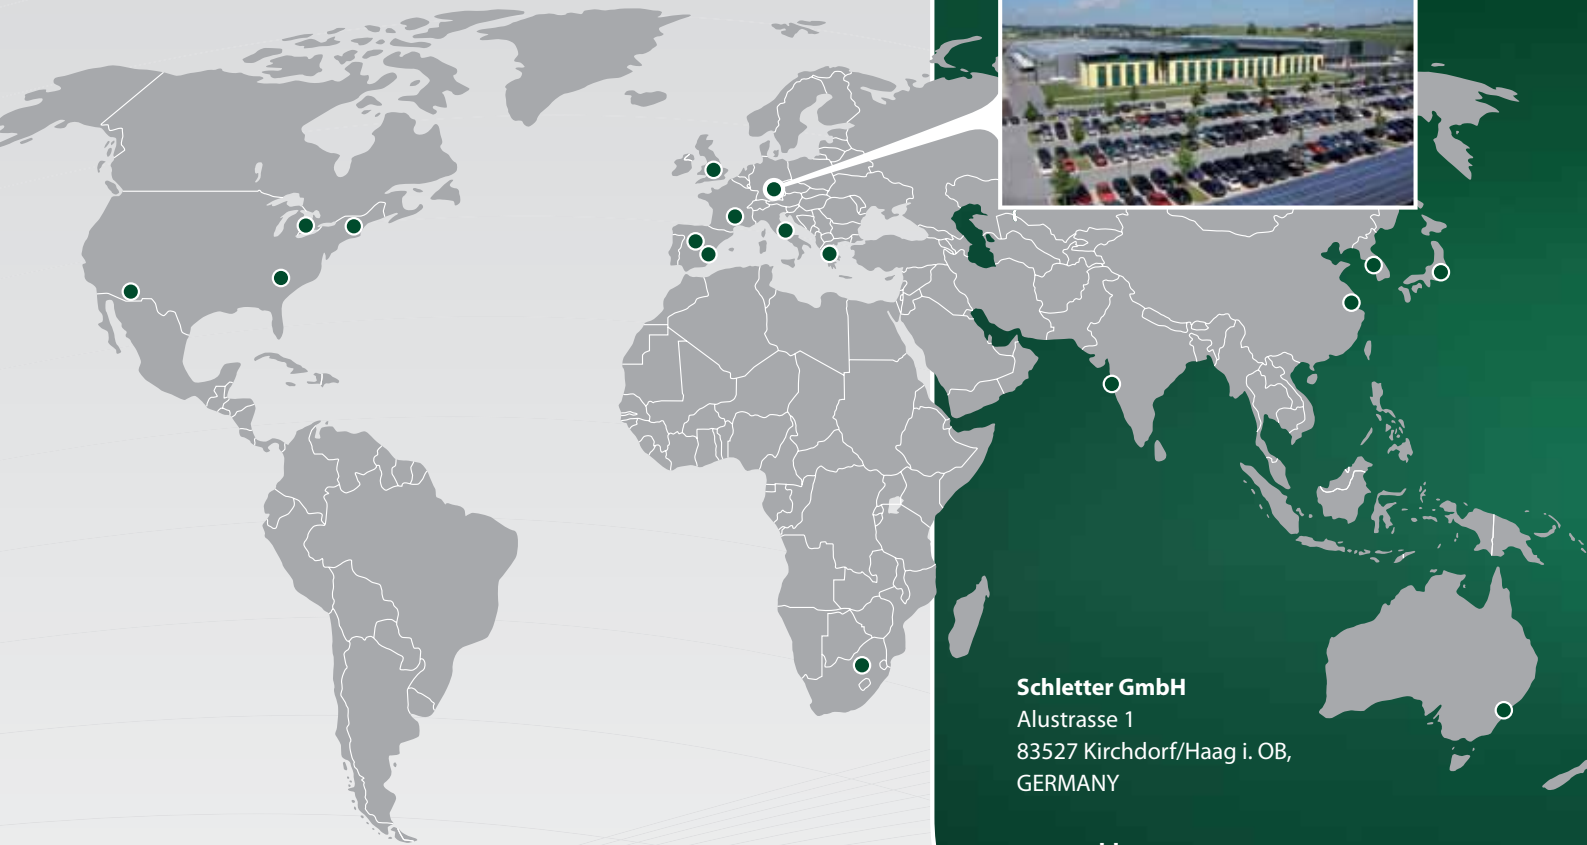 Schletter GmbH
Alustrasse 1
83527 Kirchdorf/Haag i. OB,
GERMANY